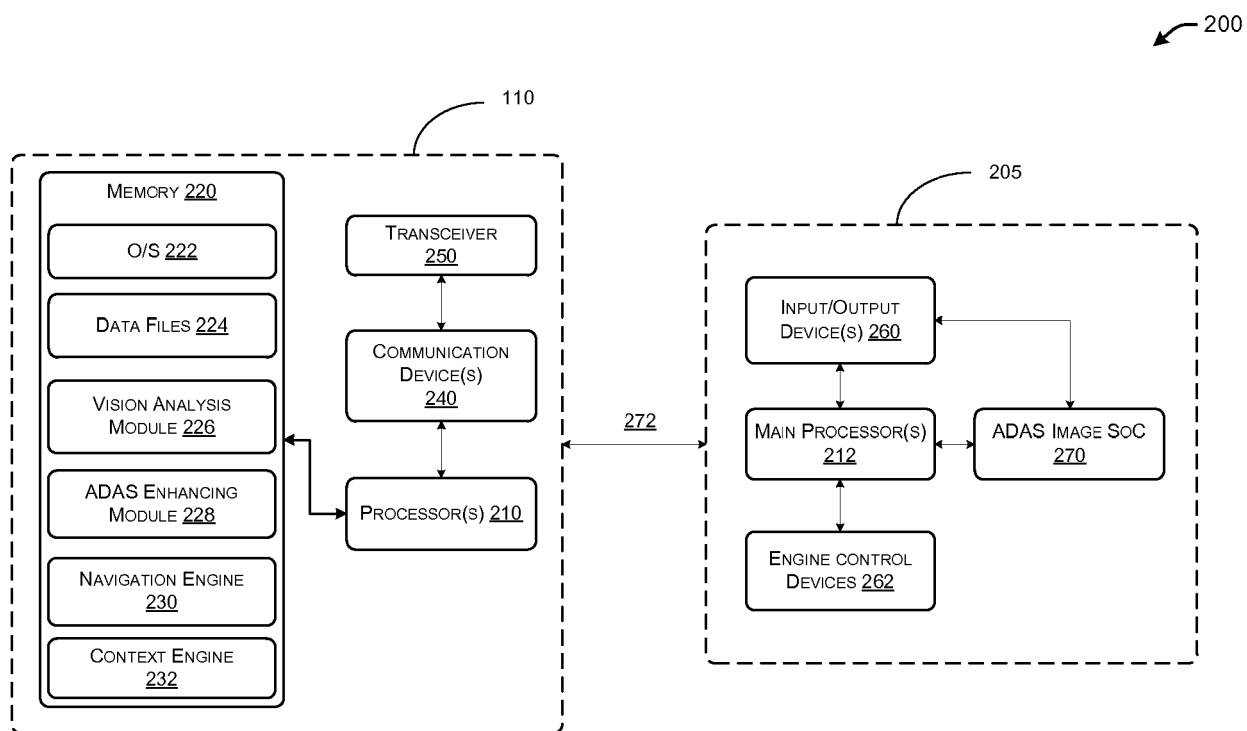 200
110
MEMORY 220
O/S 222
DATA FILES 224
VISION ANALYSIS
MODULE 226
ADAS ENHANCING
MODULE 228
NAVIGATION ENGINE
230
CONTEXT ENGINE
232
TRANSCEIVER
250
COMMUNICATION
DEVICE(S)
240
PROCESSOR(S) 210
272
205
INPUT/OUTPUT
DEVICE(S) 260
MAIN PROCESSOR(S)
212
ADAS IMAGE SoC
270
ENGINE CONTROL
DEVICES 262